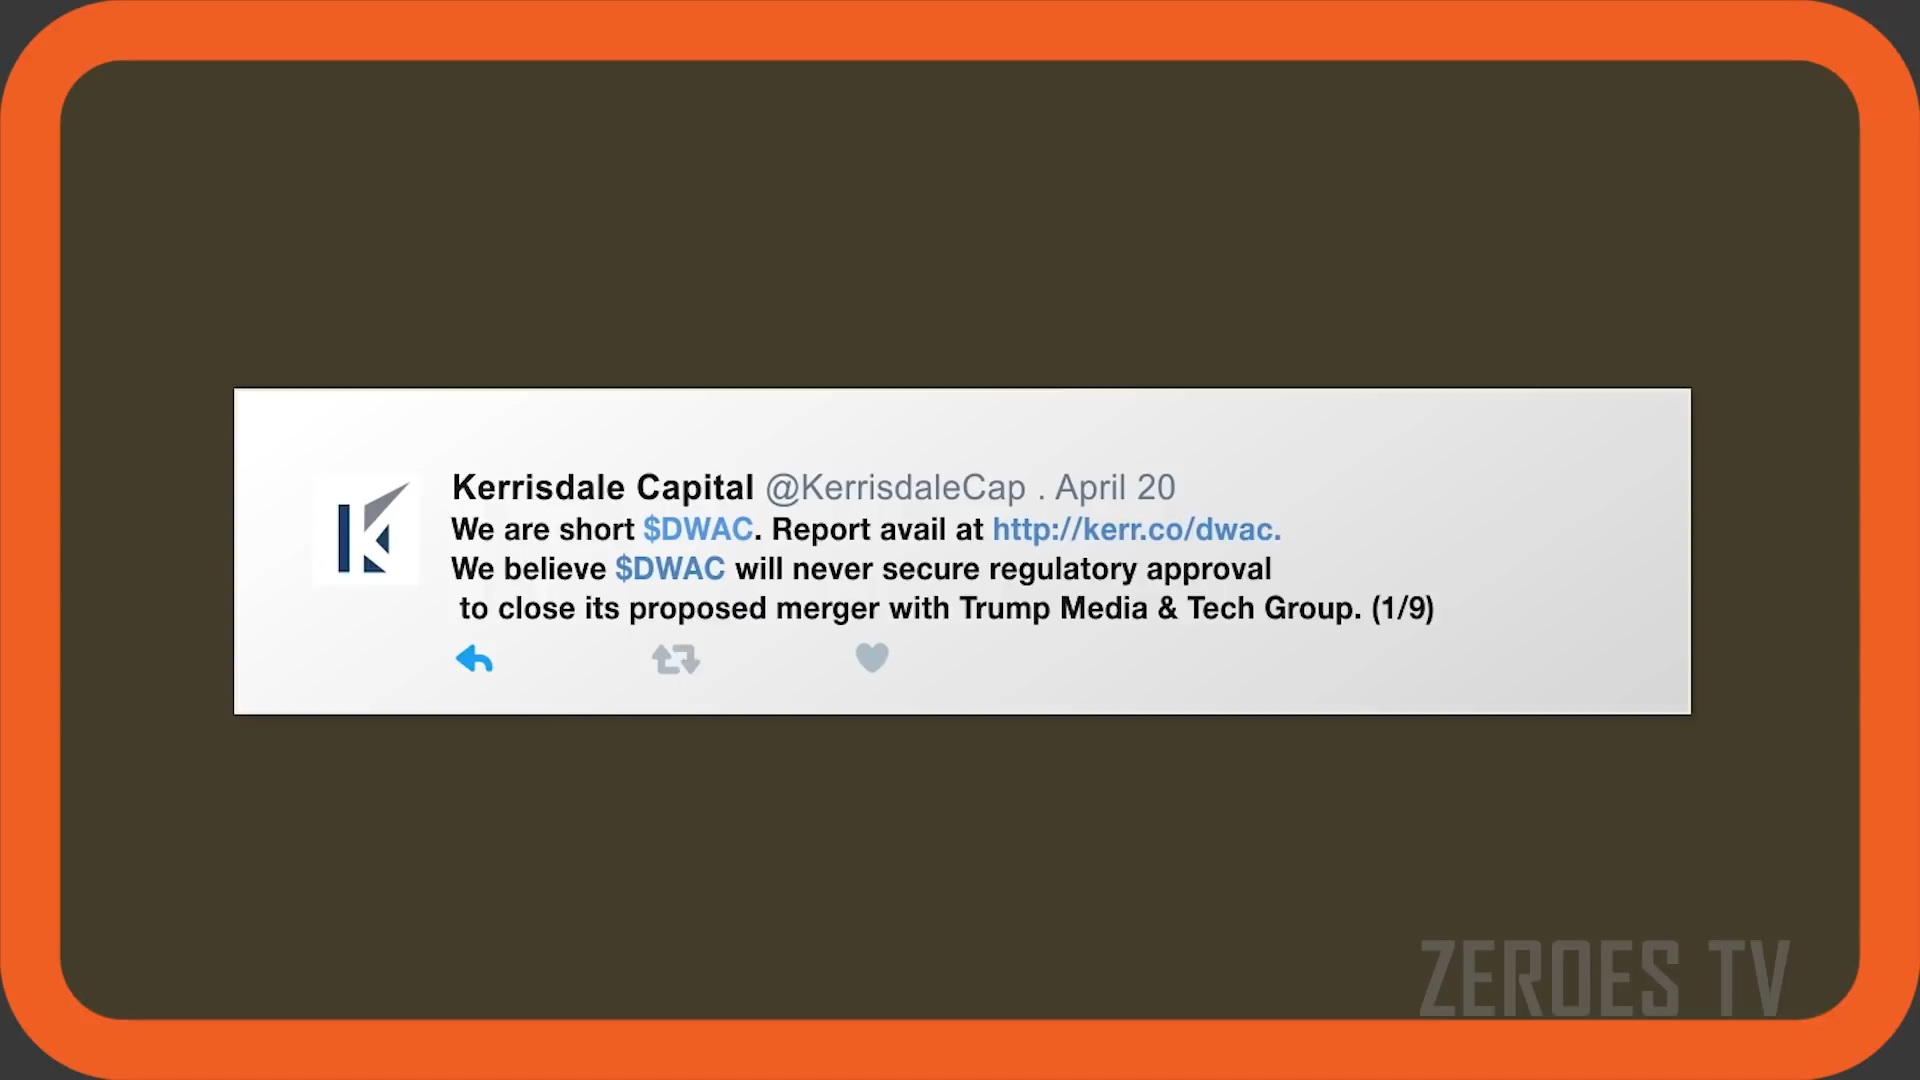 Kerrisdale Capital @KerrisdaleCap . April 20
We are short $DWAC. Report avail at http://kerr.co/dwac.
We believe $DWAC will never secure regulatory approval
to close its proposed merger with Trump Media & Tech Group. (1/9)
ZEROES TV